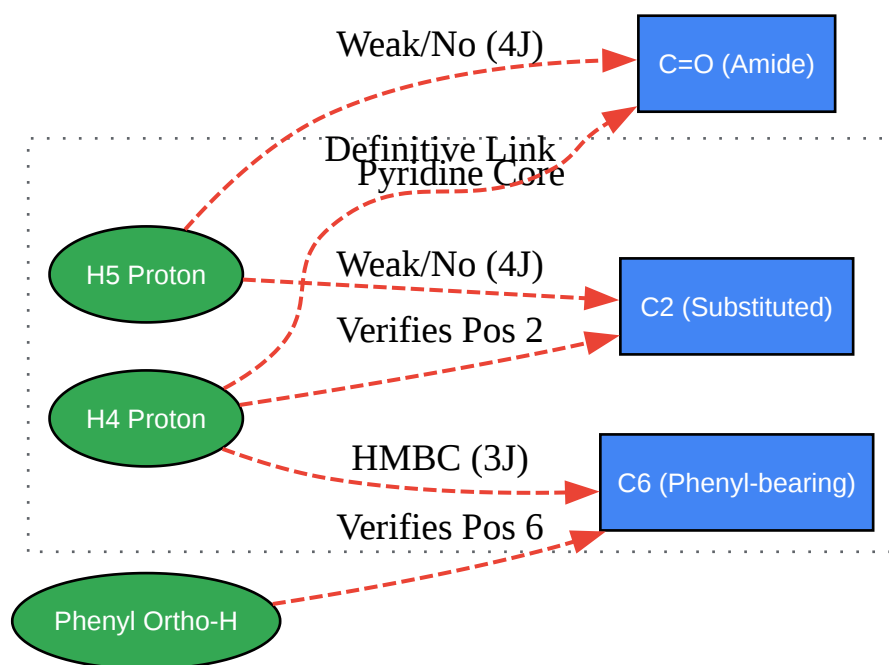 Weak/No (4J)
C=O (Amide)
Definitive Link
Pyridine Core
H5 Proton
Weak/No (4J)
C2 (Substituted)
Verifies Pos 2
H4 Proton
HMBC (3J)
C6 (Phenyl-bearing)
Verifies Pos 6
Phenyl Ortho-H